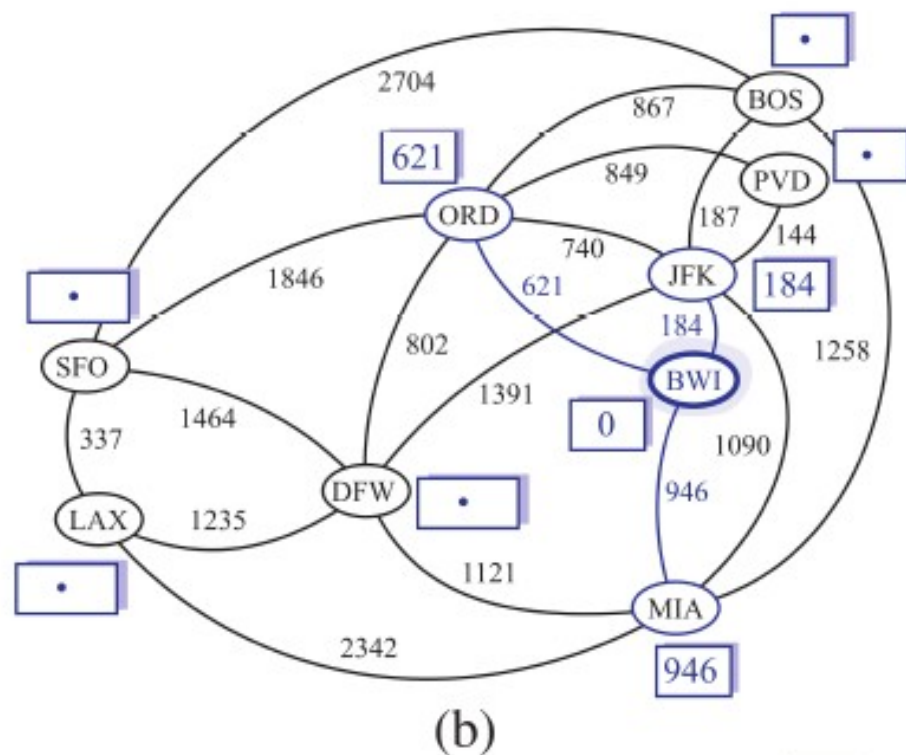 •
BOS
2704
867
•
621
849
PVD
ORD
187
144
740
JFK
184
1846
621
•
184
802
1258
SFO
BWI
1391
1464
0
337
1090
DFW
•
946
LAX
1235
•
1121
MIA
2342
946
(b)